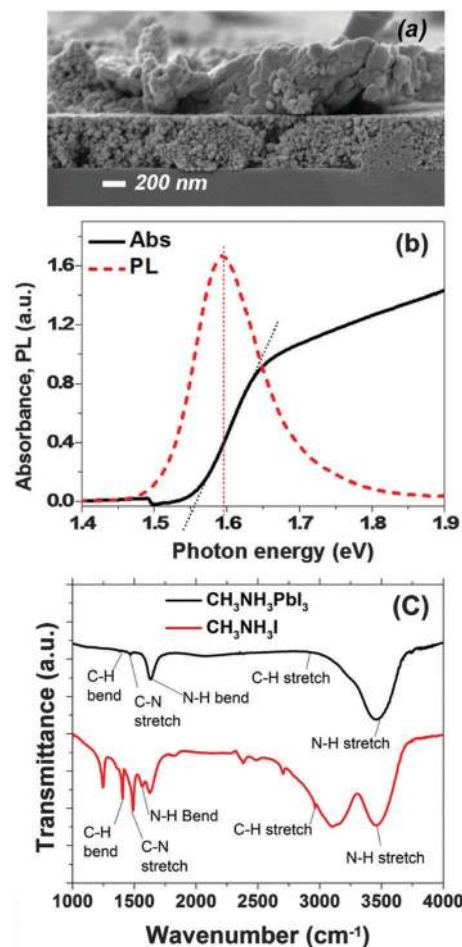 (a)
200 nm
(b)
Abs
PL
Absorbance, PL (a.u.)
1.6
1.2
0.8
0.4
0.0
1.4 1.5 1.6 1.7 1.8 1.9
Photon energy (eV)
(C)
CH₃NH₃PbI₃
CH₃NH₃I
Transmittance (a.u.)
C-H
bend
C-N
stretch
N-H bend
C-H stretch
N-H stretch
C-H
bend
C-N
stretch
N-H Bend
C-H stretch
N-H stretch
1000 1500 2000 2500 3000 3500 4000
Wavenumber (cm⁻¹)